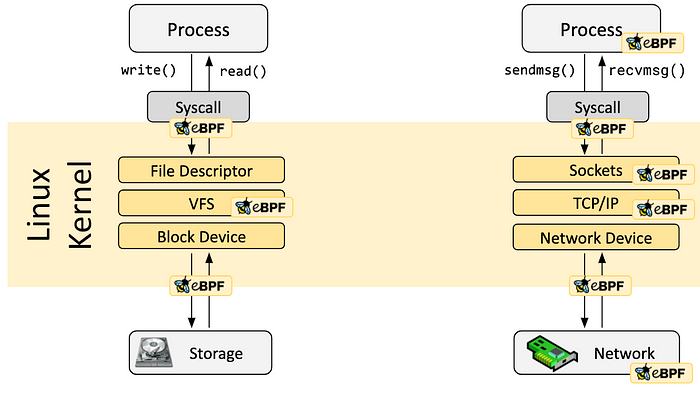 Process
write()
read()
Syscall
eBPF
Linux
Kernel
File Descriptor
VFS
eBPF
Block Device
eBPF
Storage
Process
eBPF
sendmsg()
recvmsg()
Syscall
eBPF
Sockets
eBPF
TCP/IP
eBPF
Network Device
eBPF
Network
eBPF